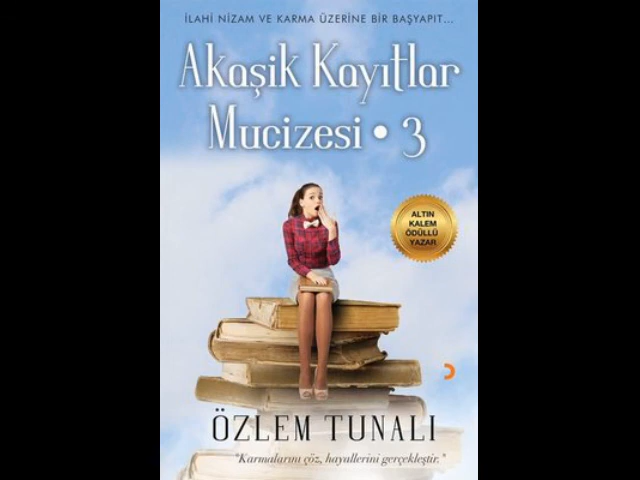 İLAHİ NİZAM VE KARMA ÜZERİNE BİR BAŞYAPIT...
Akaşik Kayıtlar
Mucizesi • 3
ALTIN
KALEM
ÖDÜLLÜ
YAZAR
ÖZLEM TUNALI
"Karmalarını çöz, hayallerini gerçekleştir."